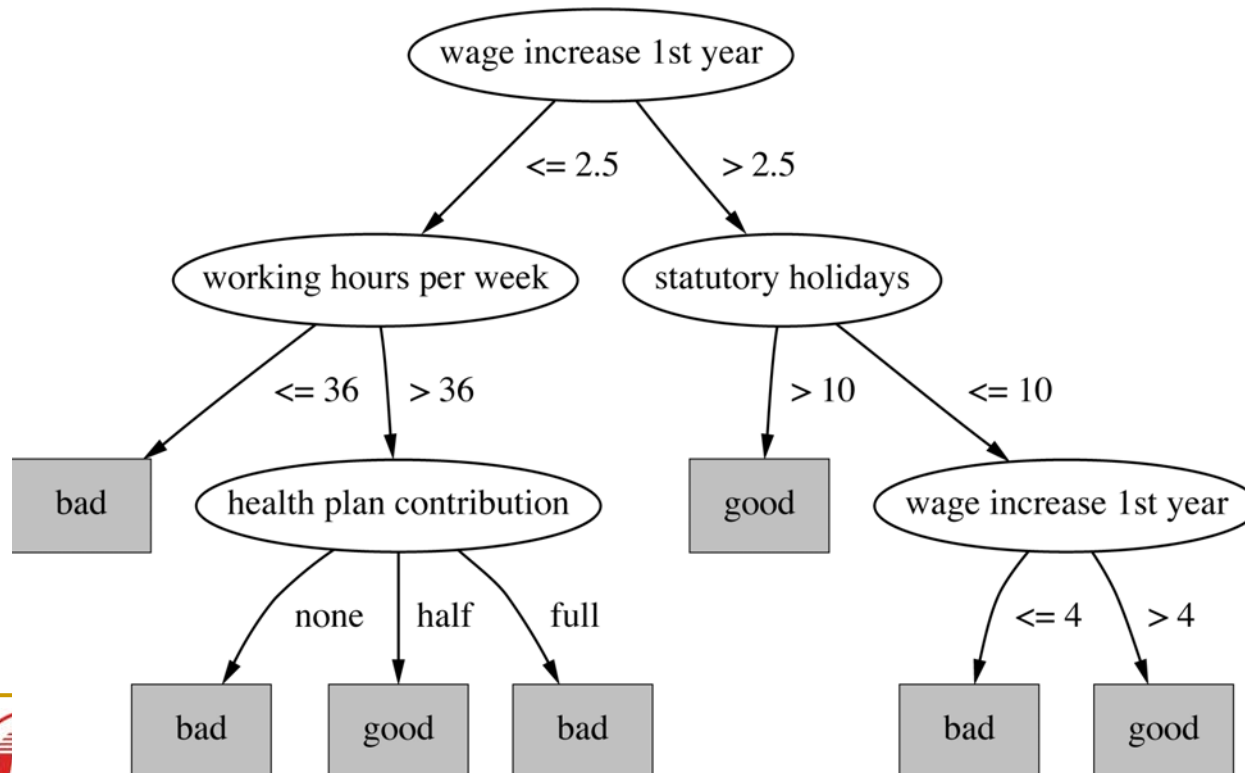 wage increase 1st year
<= 2.5
> 2.5
working hours per week
statutory holidays
<= 36
> 36
> 10
<= 10
bad
health plan contribution
good
wage increase 1st year
none
half
full
<= 4
> 4
bad
good
bad
bad
good